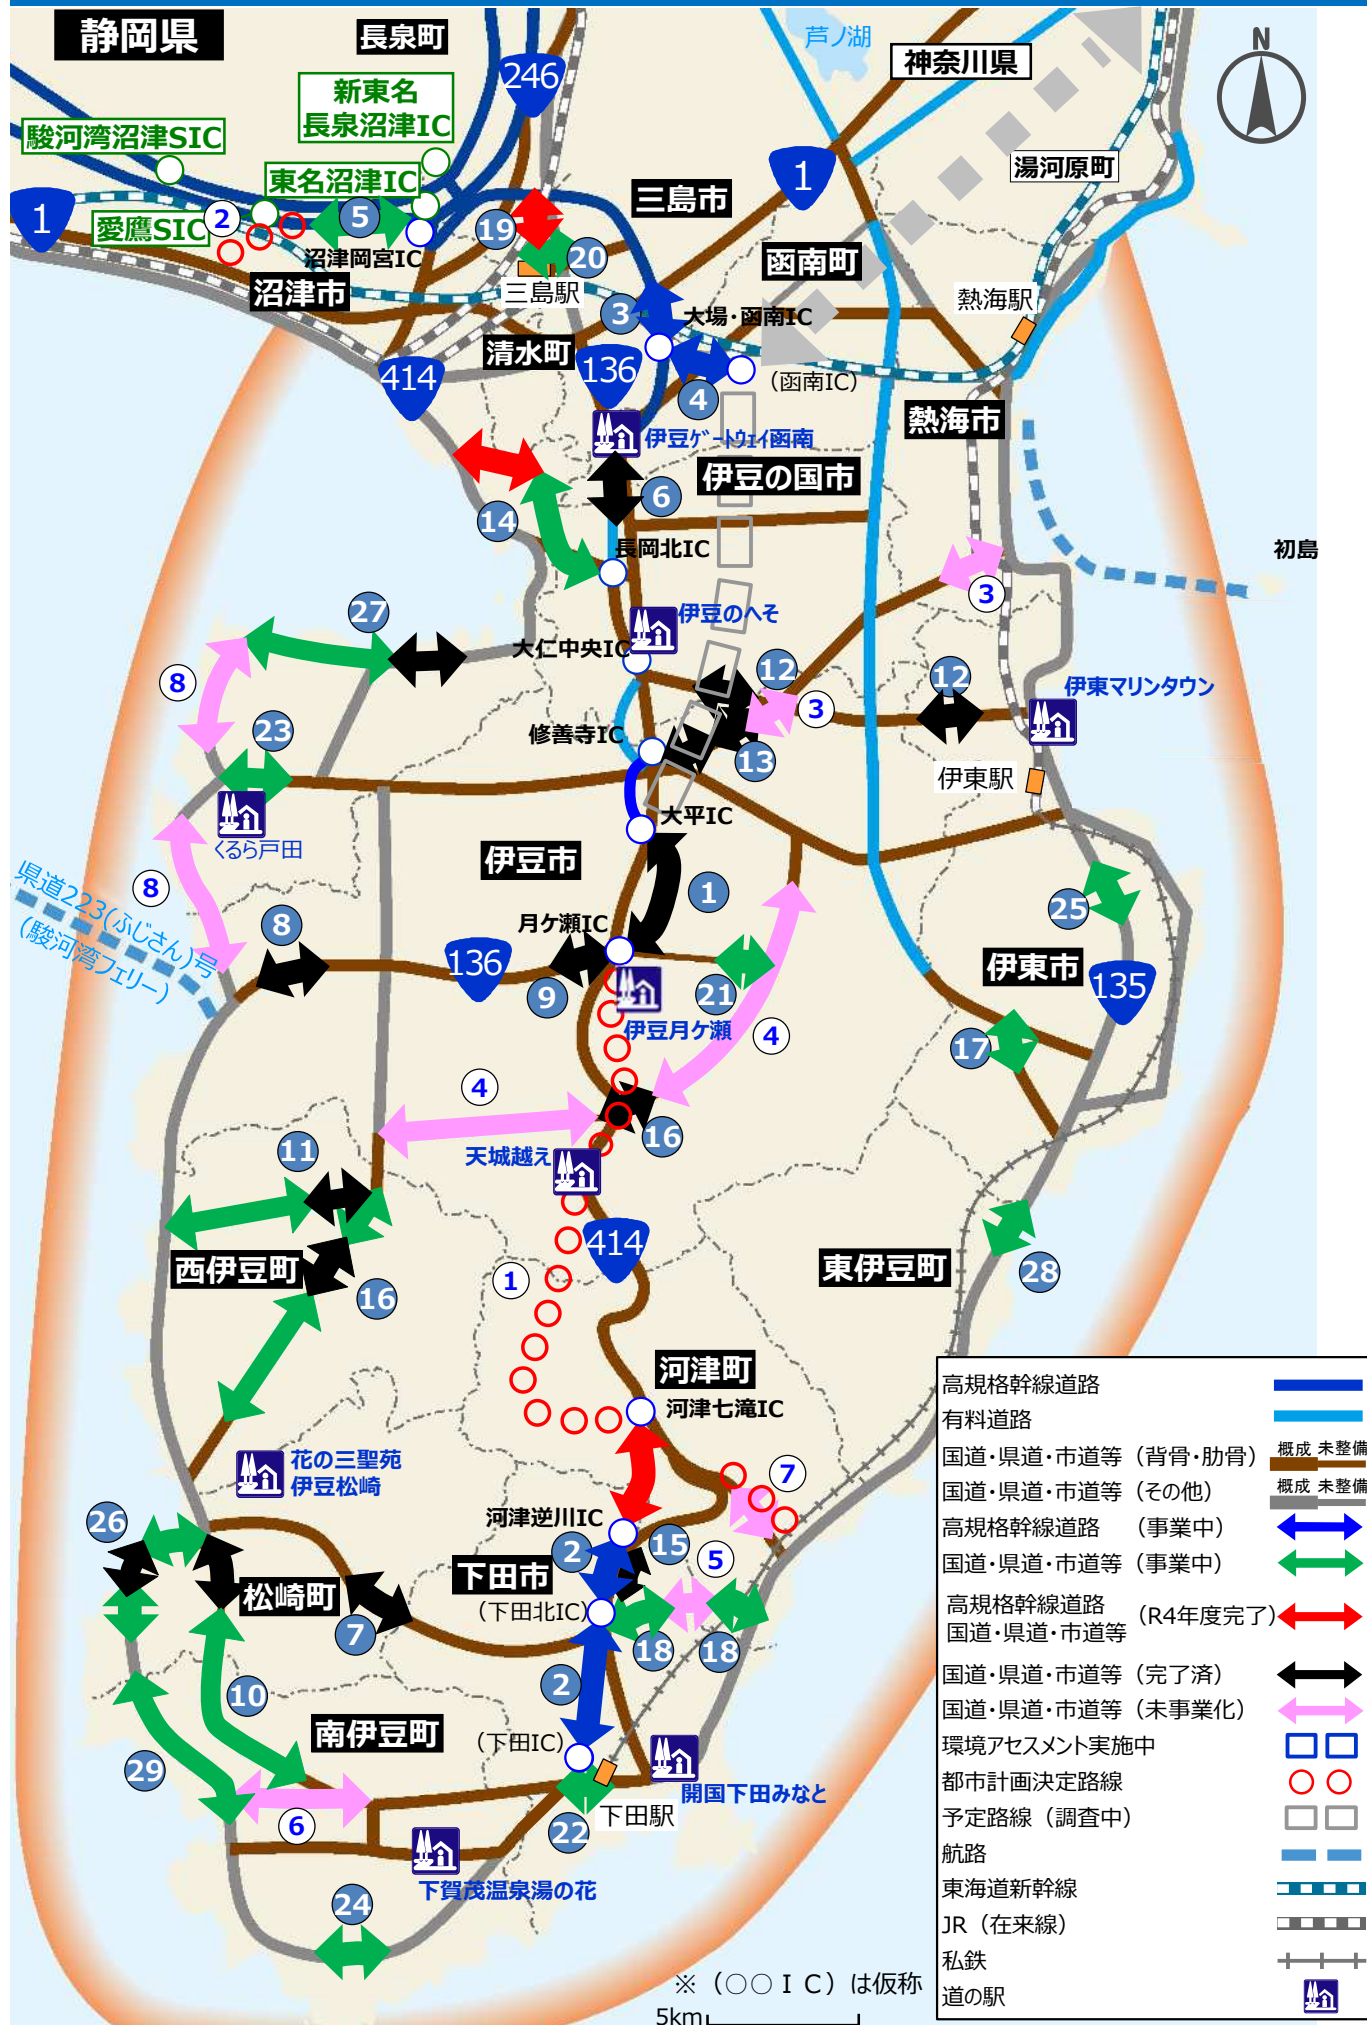 静岡県
長泉町
246
新東名
長泉沼津IC
駿河湾沼津SIC
東名沼津IC
愛鷹SIC
芦ノ湖
神奈川県
N
湯河原町
1
2
5
沼津岡宮IC
沼津市
19
20
三島駅
三島市
1
函南町
熱海駅
3
大場・函南IC
清水町
136
414
4
(函南IC)
熱海市
伊豆ゲートウェイ函南
伊豆の国市
6
14
長岡北IC
初島
3
27
伊豆のへそ
大仁中央IC
8
12
3
12
伊東マリンタウン
23
修善寺IC
13
伊東駅
くるら戸田
大平IC
伊豆市
8
1
県道223(ふじさん)号
(駿河湾フェリー)
8
月ケ瀬IC
136
9
21
25
伊東市
135
伊豆月ケ瀬
4
17
4
16
天城越え
11
414
西伊豆町
16
1
東伊豆町
28
河津町
河津七滝IC
花の三聖苑
伊豆松崎
7
河津逆川IC
26
2
15
5
下田市
松崎町
7
(下田北IC)
18
18
10
2
南伊豆町
(下田IC)
29
6
22
下田駅
開国下田みなと
下賀茂温泉湯の花
24
※（○○ＩＣ）は仮称
5km
高規格幹線道路
有料道路
国道・県道・市道等（背骨・肋骨） 概成 未整備
国道・県道・市道等（その他） 概成 未整備
高規格幹線道路 （事業中）
国道・県道・市道等（事業中）
高規格幹線道路
国道・県道・市道等（R4年度完了）
国道・県道・市道等（完了済）
国道・県道・市道等（未事業化）
環境アセスメント実施中
都市計画決定路線
予定路線（調査中）
航路
東海道新幹線
JR（在来線）
私鉄
道の駅